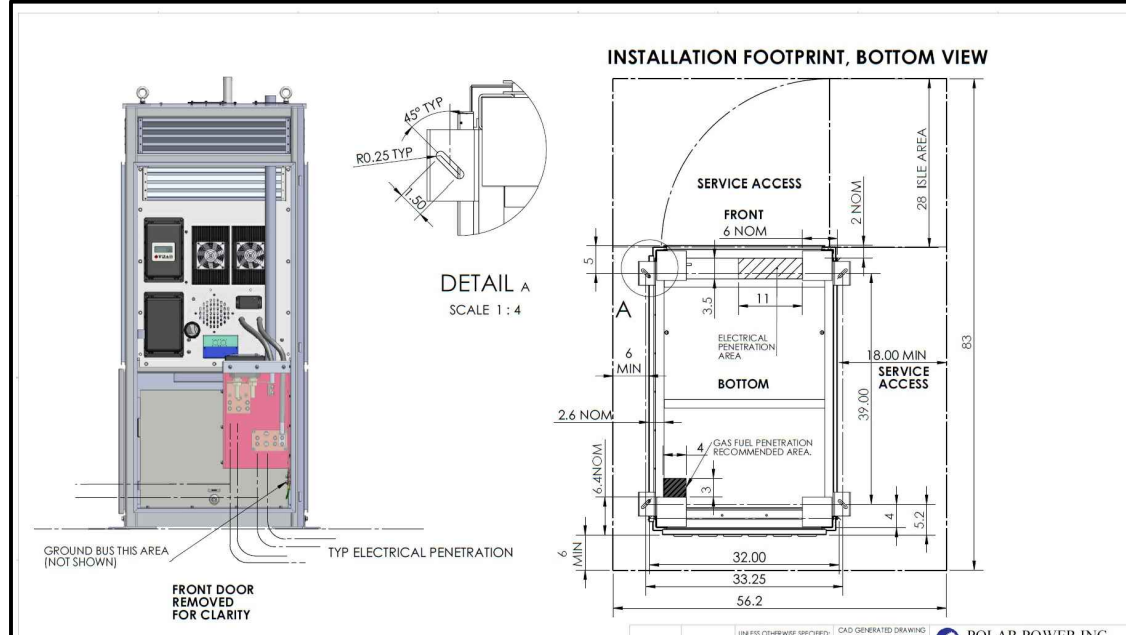 INSTALLATION FOOTPRINT, BOTTOM VIEW
45° TYP
R0.25 TYP
1.50
DETAIL A
SCALE 1 : 4
SERVICE ACCESS
FRONT
6 NOM
2 NOM
28 ISLE AREA
5
A
3.5
11
ELECTRICAL
PENETRATION
AREA
6
MIN
BOTTOM
18.00 MIN
SERVICE
ACCESS
39.00
83
2.6 NOM
4
GAS FUEL PENETRATION
RECOMMENDED AREA.
6.4NOM
3
4
5.2
6
MIN
32.00
33.25
56.2
GROUND BUS THIS AREA
(NOT SHOWN)
TYP ELECTRICAL PENETRATION
FRONT DOOR
REMOVED
FOR CLARITY
UNLESS OTHERWISE SPECIFIED:
CAD GENERATED DRAWING
POLAR POWER INC